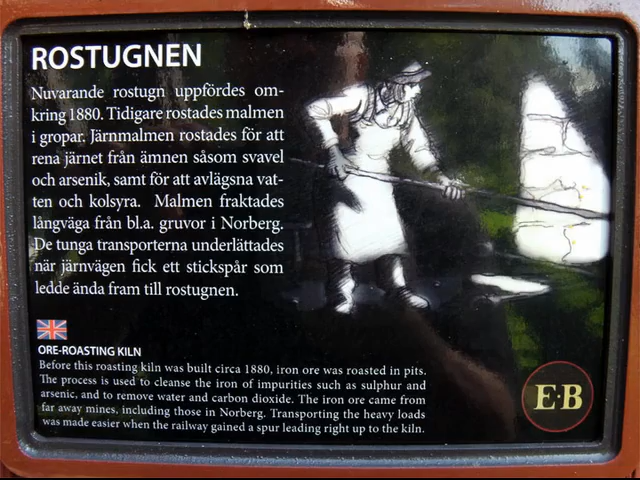 ROSTUGNEN
Nuvarande rostugn uppfördes om-
kring 1880. Tidigare rostades malmen
i gropar. Järnmalmen rostades för att
rena järnet från ämnen såsom svavel
och arsenik, samt för att avlägsna vat-
ten och kolsyra. Malmen fraktades
långväga från bl.a. gruvor i Norberg.
De tunga transporterna underlättades
när järnvägen fick ett stickspår som
ledde ända fram till rostugnen.
ORE-ROASTING KILN
Before this roasting kiln was built circa 1880, iron ore was roasted in pits.
The process is used to cleanse the iron of impurities such as sulphur and
arsenic, and to remove water and carbon dioxide. The iron ore came from
far away mines, including those in Norberg. Transporting the heavy loads
was made easier when the railway gained a spur leading right up to the kiln.
E·B